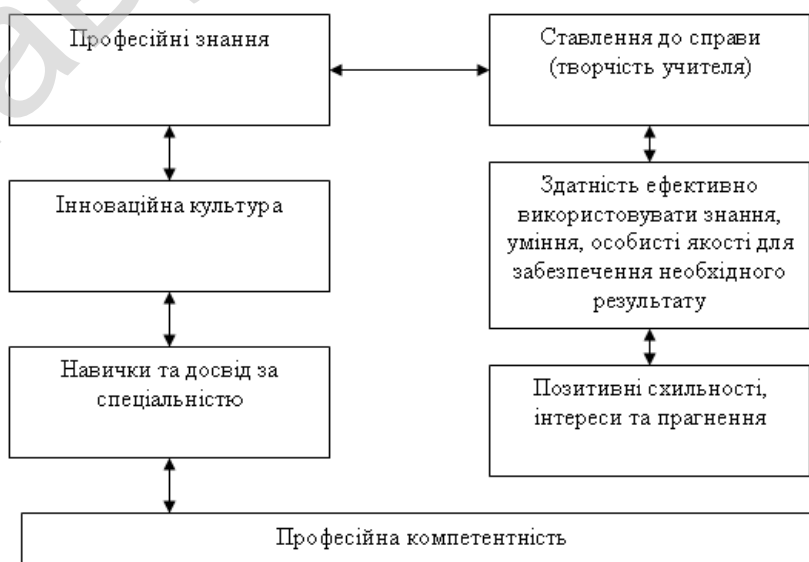 Професійні знання
Ставлення до справи
(творчість учителя)
Інноваційна культура
Здатність ефективно
використовувати знання,
уміння, особисті якості для
забезпечення необхідного
результату
Навички та досвід за
спеціальністю
Позитивні схильності,
інтереси та прагнення
Професійна компетентність